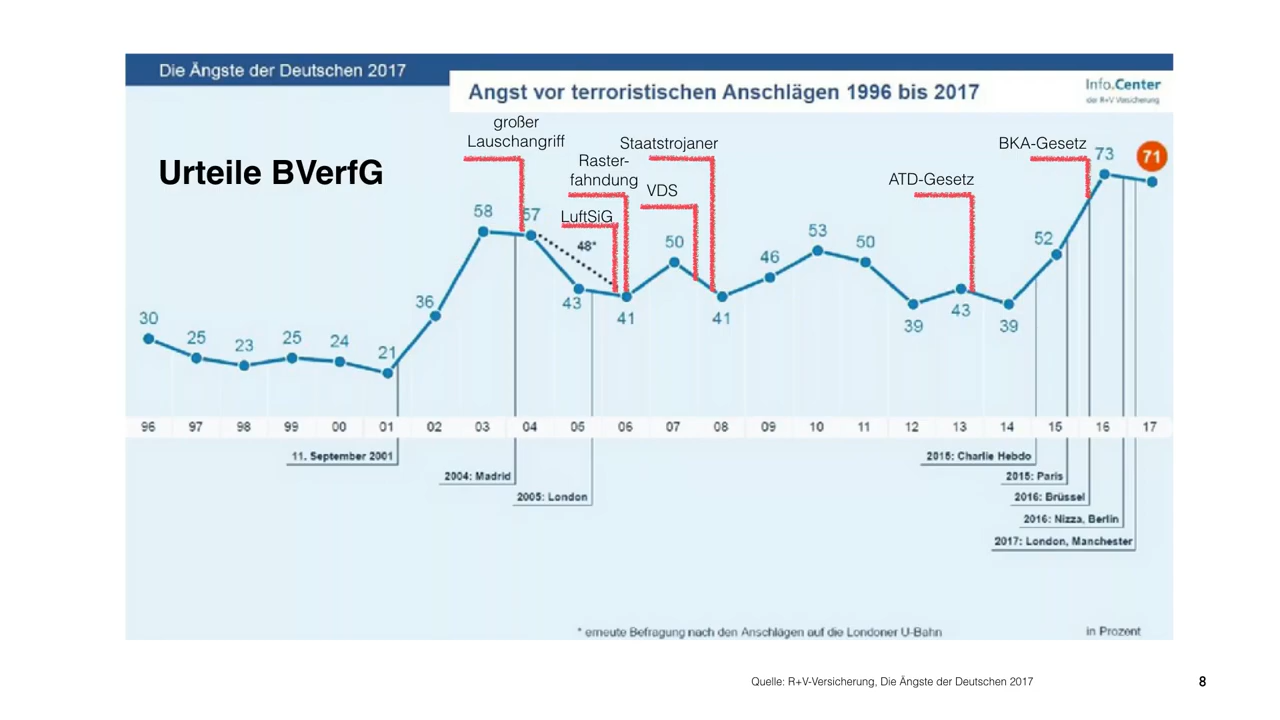 Die Ängste der Deutschen 2017
Angst vor terroristischen Anschlägen 1996 bis 2017
Info.Center
der R+V Versicherung
Urteile BVerfG
großer
Lauschangriff
Raster-
fahndung
LuftSiG
Staatstrojaner
VDS
ATD-Gesetz
BKA-Gesetz
30
25
23
25
24
21
36
58
57
48*
43
41
50
41
46
53
50
39
43
39
52
73
71
96 97 98 99 00 01 02 03 04 05 06 07 08 09 10 11 12 13 14 15 16 17
11. September 2001
2004: Madrid
2005: London
2015: Charlie Hebdo
2015: Paris
2016: Brüssel
2016: Nizza, Berlin
2017: London, Manchester
* erneute Befragung nach den Anschlägen auf die Londoner U-Bahn
in Prozent
Quelle: R+V-Versicherung, Die Ängste der Deutschen 2017
8